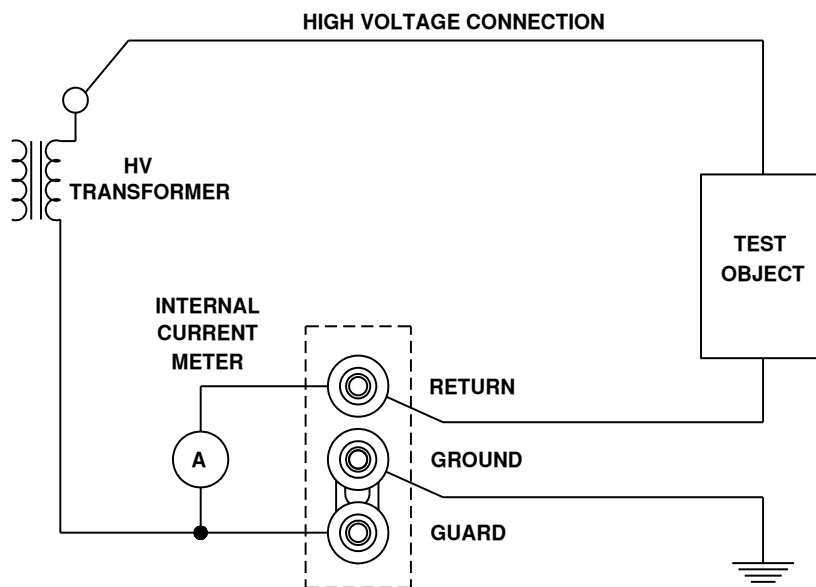 HIGH VOLTAGE CONNECTION
HV
TRANSFORMER
TEST
OBJECT
INTERNAL
CURRENT
METER
RETURN
A
GROUND
GUARD